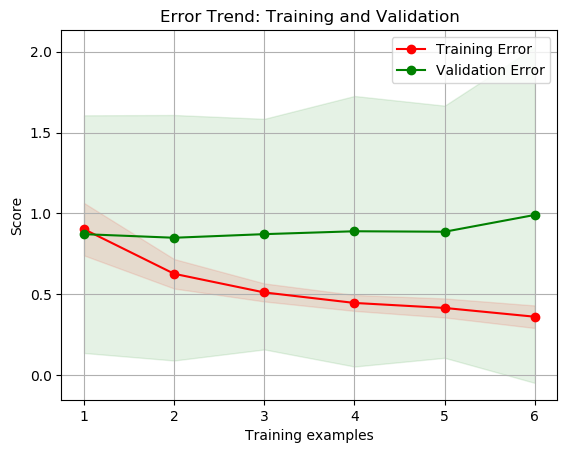 Error Trend: Training and Validation
Training Error
Validation Error
2.0
1.5
1.0
0.5
0.0
Score
1 2 3 4 5 6
Training examples